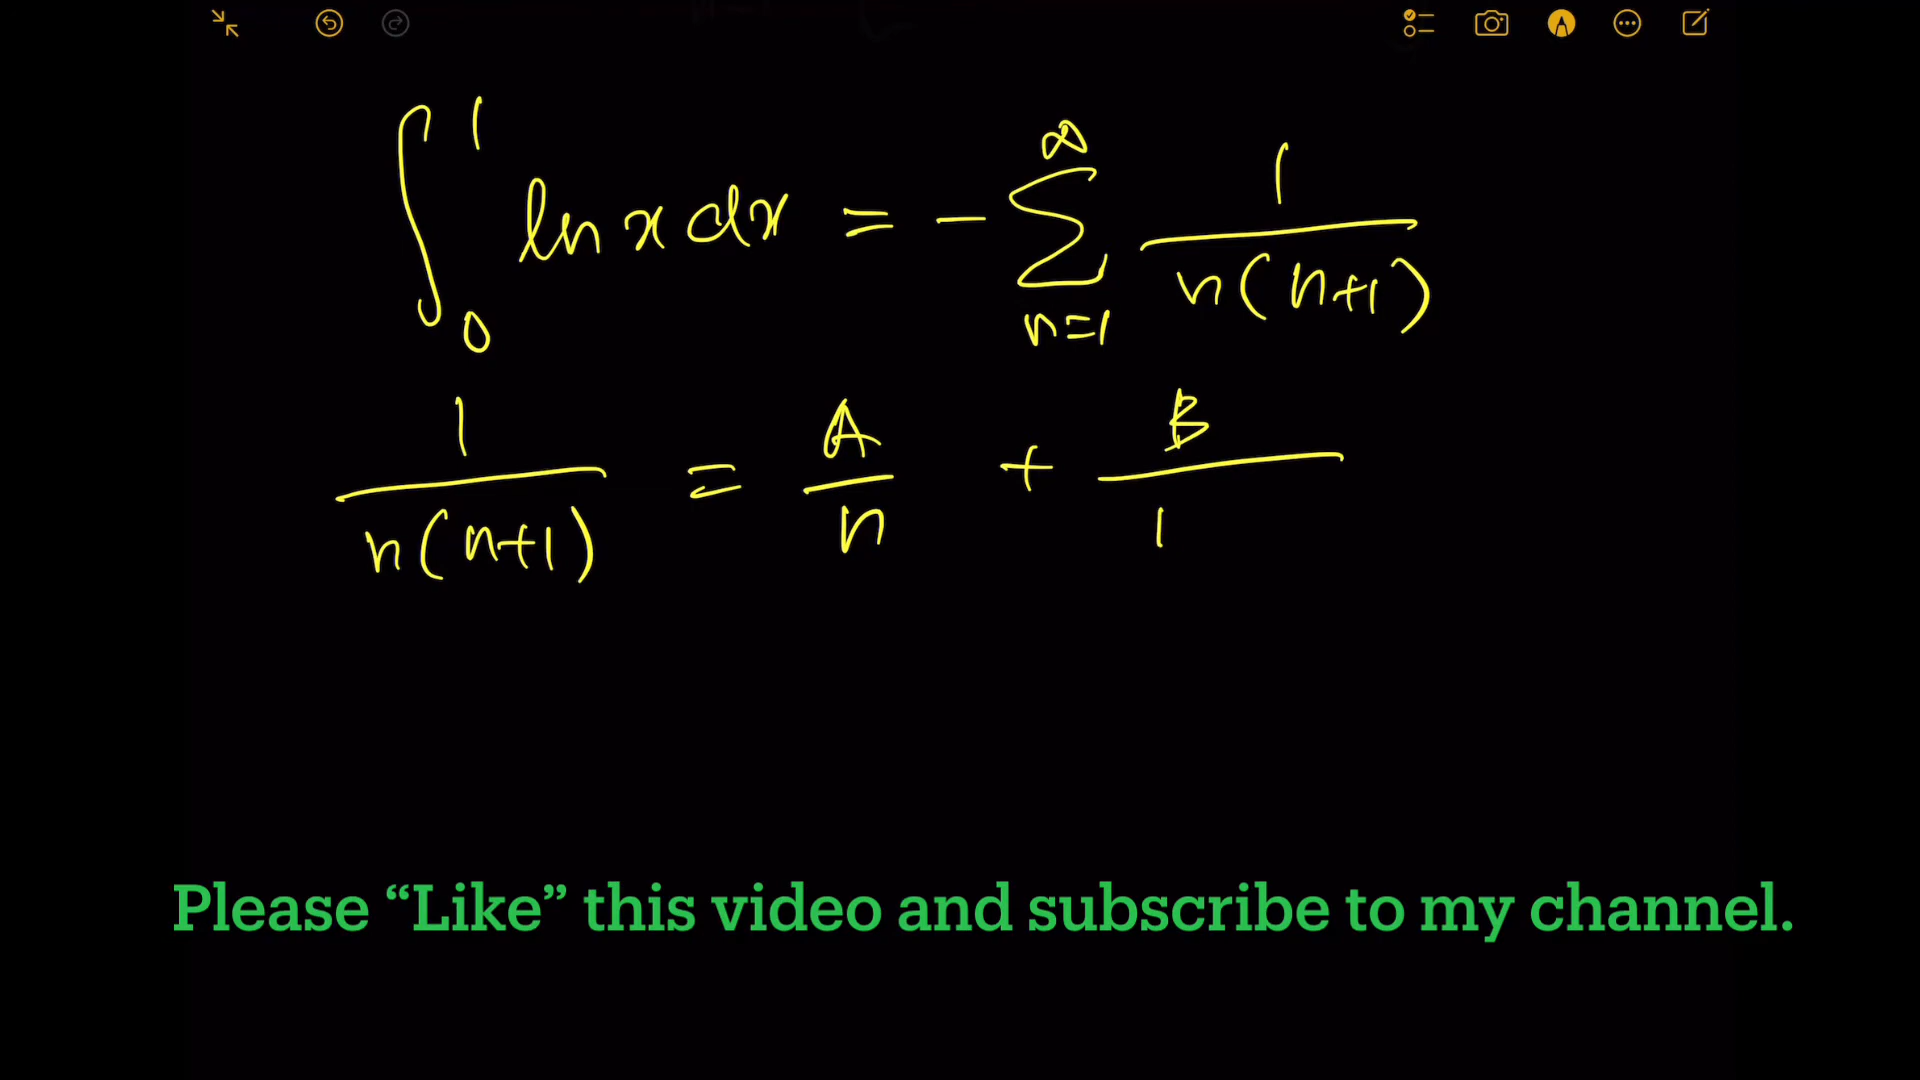 ∫₀¹ ln x dx = - ∑ₙ₌₁^∞ 1/(n(n+1))
1/(n(n+1)) = A/n + B/1
Please “Like” this video and subscribe to my channel.